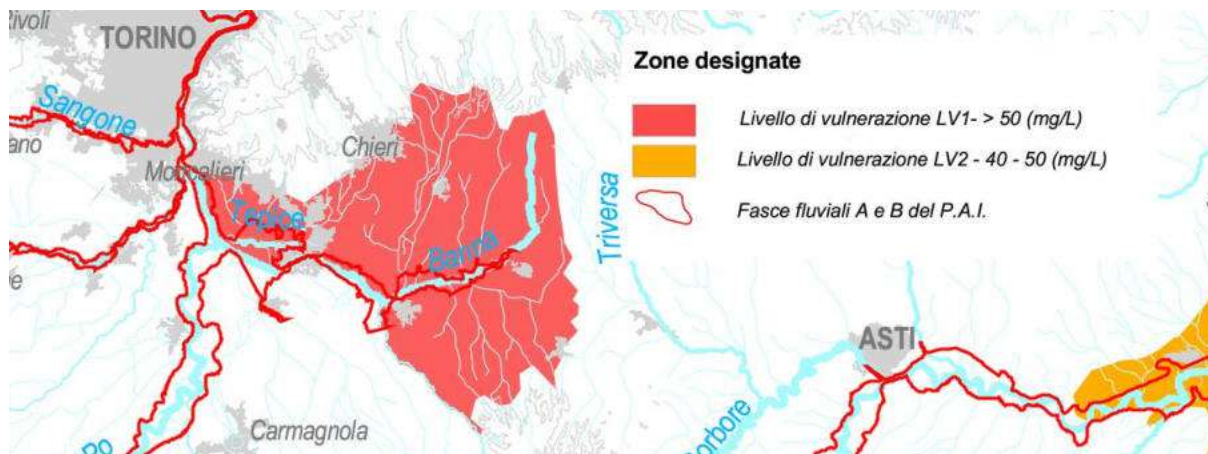 Rivoli
TORINO
Sangone
ano
Moncalieri
Chieri
Tepice
Banna
Triversa
Po
Carmagnola
Zone designate
Livello di vulnerazione LV1- > 50 (mg/L)
Livello di vulnerazione LV2 - 40 - 50 (mg/L)
Fasce fluviali A e B del P.A.I.
ASTI
Borbore